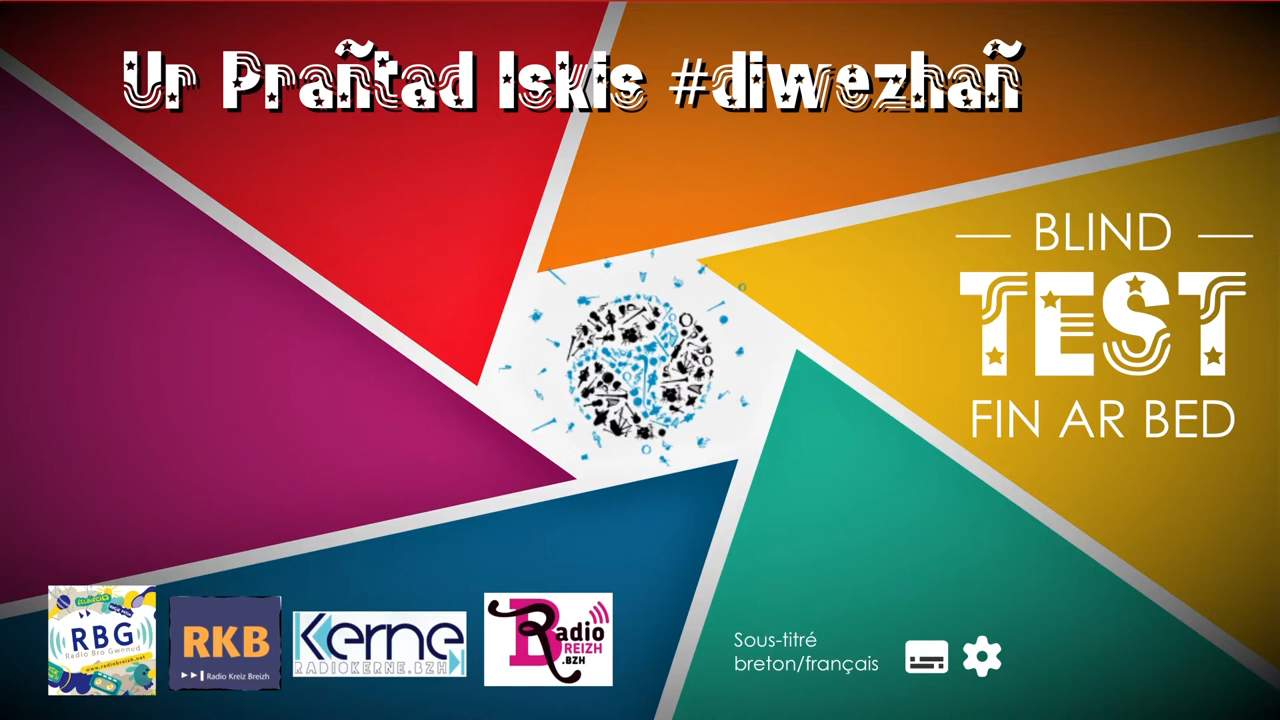 Ur Prañtad Iskis #diwezhañ
BLIND
TEST
FIN AR BED
RBG
Radio Bro Gwened
www.radiobreizh.net
RKB
Radio Kreiz Breizh
Kerne
RADIOKERNE.BZH
Radio
BREIZH
.BZH
Sous-titré
breton/français